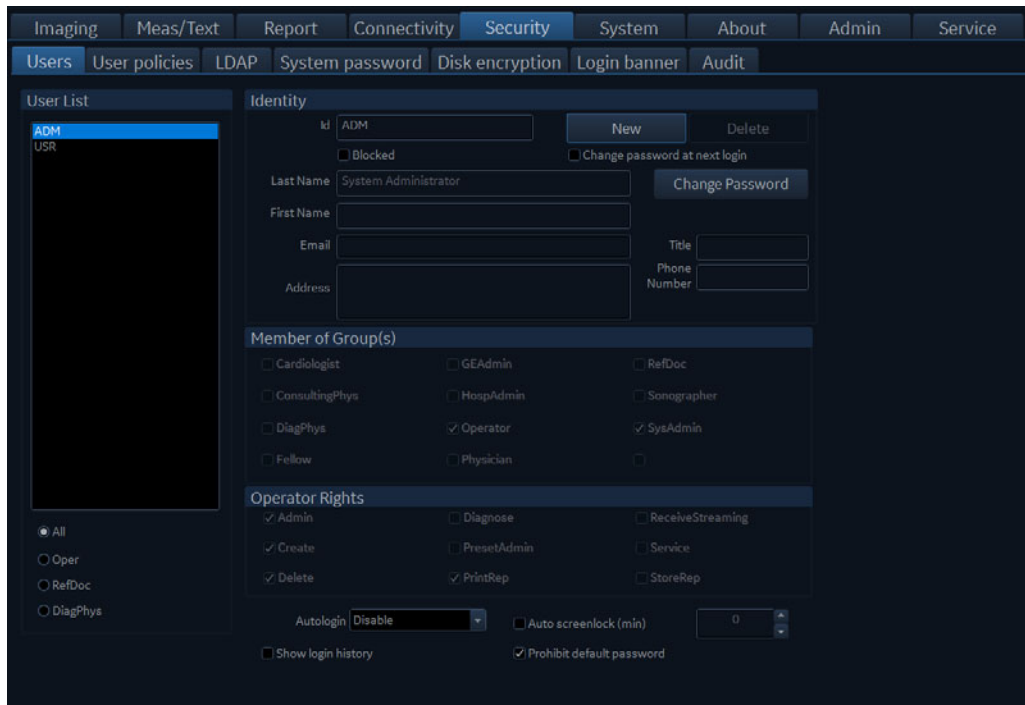 Imaging Meas/Text Report Connectivity Security System About Admin Service
Users User policies LDAP System password Disk encryption Login banner Audit
User List
ADM
USR
All
Oper
RefDoc
DiagPhys
Identity
Id ADM New Delete
Blocked Change password at next login
Last Name System Administrator Change Password
First Name
Email Title
Phone
Number
Address
Member of Group(s)
Cardiologist GEAdmin RefDoc
ConsultingPhys HospAdmin Sonographer
DiagPhys Operator SysAdmin
Fellow Physician
Operator Rights
Admin Diagnose ReceiveStreaming
Create PresetAdmin Service
Delete PrintRep StoreRep
Autologin Disable Auto screenlock (min) 0
Show login history Prohibit default password